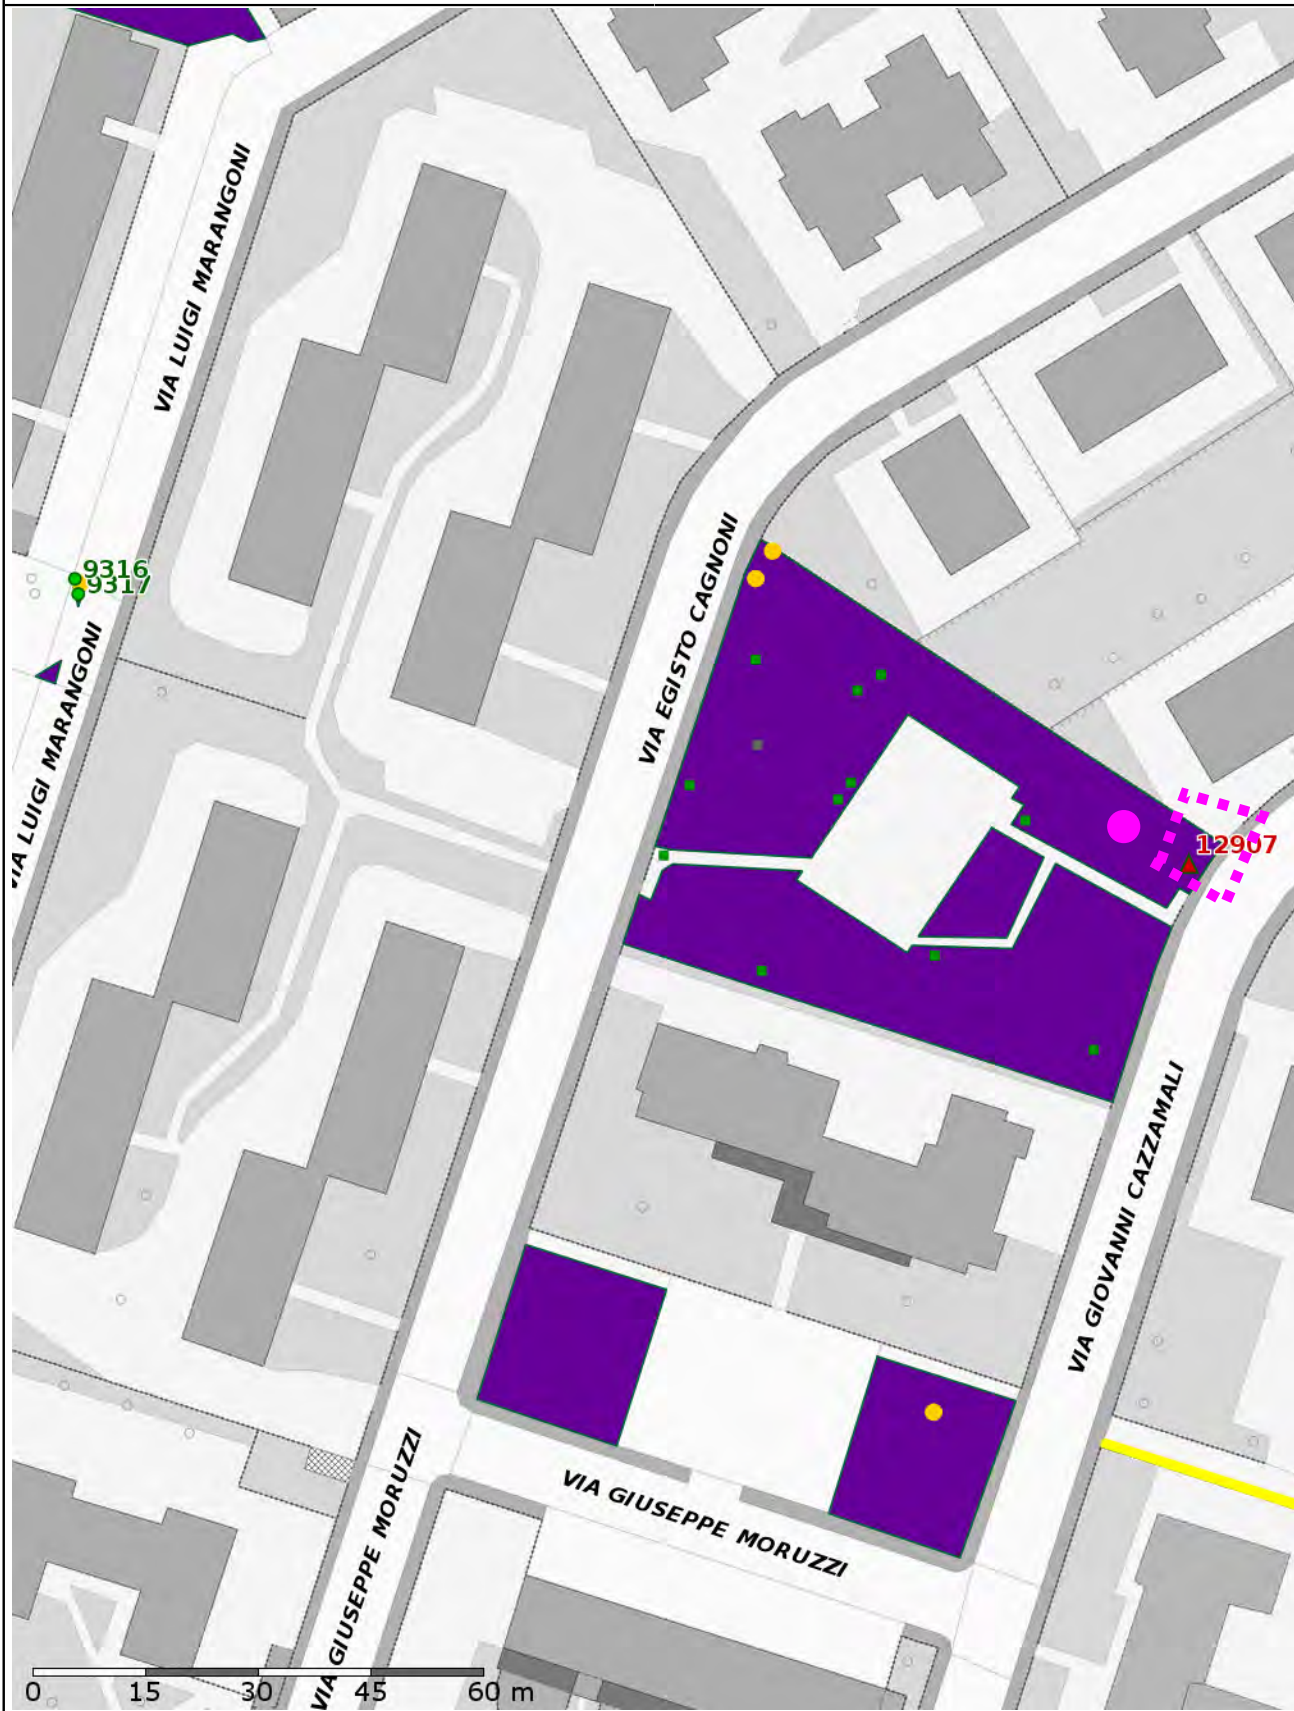 VIA LUIGI MARANGONI
VIA EGISTO CAGNONI
9316
9317
VIA LUIGI MARANGONI
12907
VIA GIOVANNI CAZZAMALI
VIA GIUSEPPE MORUZZI
VIA GIUSEPPE MORUZZI
0 15 30 45 60 m